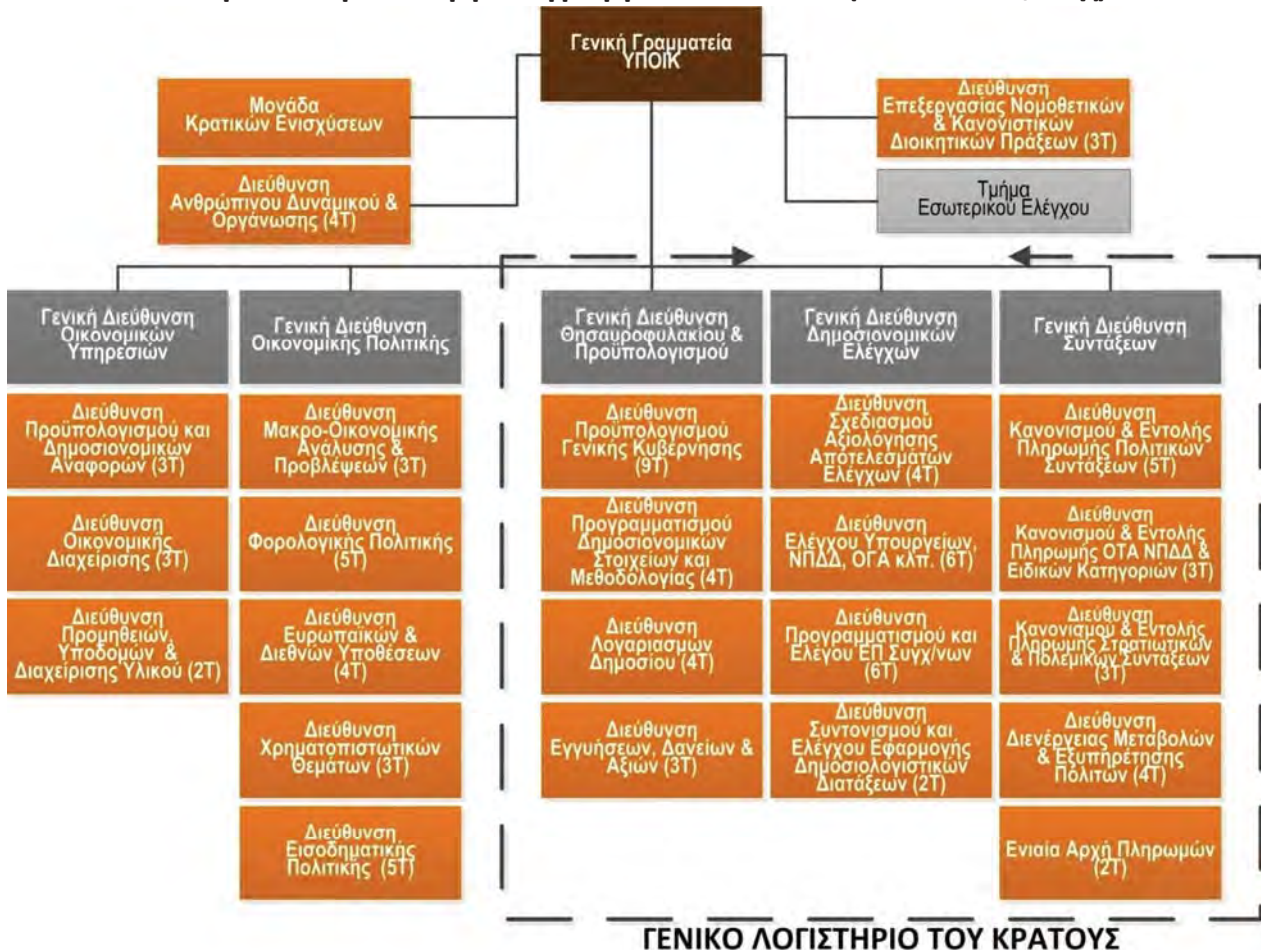 Γενική Γραμματεία
ΥΠΟΙΚ
Μονάδα
Κρατικών Ενισχύσεων
Διεύθυνση
Ανθρώπινου Δυναμικού &
Οργάνωσης (4Τ)
Διεύθυνση
Επεξεργασίας Νομοθετικών
& Κανονιστικών
Διοικητικών Πράξεων (3Τ)
Τμήμα
Εσωτερικού Ελέγχου
Γενική Διεύθυνση
Οικονομικών
Υπηρεσιών
Διεύθυνση
Προϋπολογισμού και
Δημοσιονομικών
Αναφορών (3Τ)
Διεύθυνση
Οικονομικής
Διαχείρισης (3Τ)
Διεύθυνση
Προμηθειών,
Υποδομών &
Διαχείρισης Υλικού (2Τ)
Γενική Διεύθυνση
Οικονομικής Πολιτικής
Διεύθυνση
Μακρο-Οικονομικής
Ανάλυσης &
Προβλέψεων (3Τ)
Διεύθυνση
Φορολογικής Πολιτικής
(5Τ)
Διεύθυνση
Ευρωπαϊκών &
Διεθνών Υποθέσεων
(4Τ)
Διεύθυνση
Χρηματοπιστωτικών
Θεμάτων (3Τ)
Διεύθυνση
Εισοδηματικής
Πολιτικής (5Τ)
Γενική Διεύθυνση
Θησαυροφυλακίου &
Προϋπολογισμού
Διεύθυνση
Προϋπολογισμού
Γενικής Κυβέρνησης
(9Τ)
Διεύθυνση
Προγραμματισμού
Δημοσιονομικών
Στοιχείων και
Μεθοδολογίας (4Τ)
Διεύθυνση
Λογαριασμών
Δημοσίου (4Τ)
Διεύθυνση
Εγγυήσεων, Δανείων &
Αξιών (3Τ)
Γενική Διεύθυνση
Δημοσιονομικών
Ελέγχων
Διεύθυνση
Σχεδιασμού
Αξιολόγησης
Αποτελεσμάτων
Ελέγχων (4Τ)
Διεύθυνση
Ελέγχου Υπουργείων,
ΝΠΔΔ, ΟΓΑ κλπ. (6Τ)
Διεύθυνση
Προγραμματισμού και
Ελέγου ΕΠ Συγχ/νων
(6Τ)
Διεύθυνση
Συντονισμού και
Ελέγχου Εφαρμογής
Δημοσιολογιστικών
Διατάξεων (2Τ)
Γενική Διεύθυνση
Συντάξεων
Διεύθυνση
Κανονισμού & Εντολής
Πληρωμής Πολιτικών
Συντάξεων (5Τ)
Διεύθυνση
Κανονισμού & Εντολής
Πληρωμής ΟΤΑ ΝΠΔΔ &
Ειδικών Κατηγοριών (3Τ)
Διεύθυνση
Κανονισμού & Εντολής
Πληρωμής Στρατιωτικών
& Πολεμικών Συντάξεων
(3Τ)
Διεύθυνση
Διενέργειας Μεταβολών
& Εξυπηρέτησης
Πολιτών (4Τ)
Ενιαία Αρχή Πληρωμών
(2Τ)
ΓΕΝΙΚΟ ΛΟΓΙΣΤΗΡΙΟ ΤΟΥ ΚΡΑΤΟΥΣ